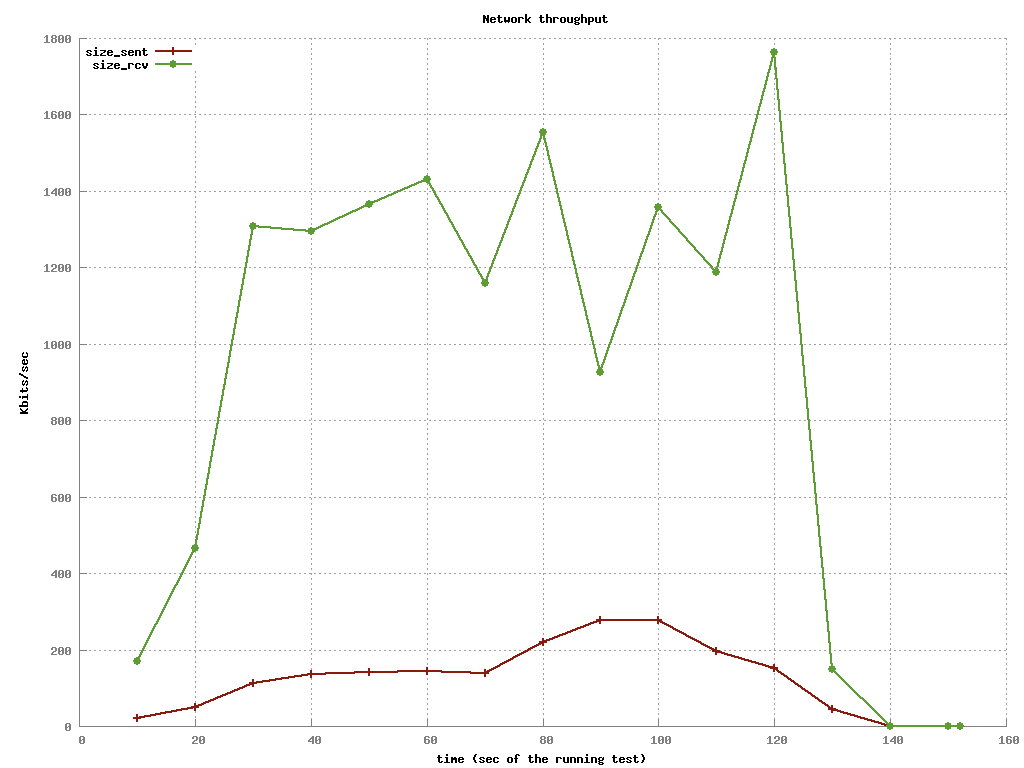 Network throughput
size_sent
size_rcv
1800
1600
1400
1200
1000
800
600
400
200
0
Kbits/sec
0 20 40 60 80 100 120 140 160
time (sec of the running test)